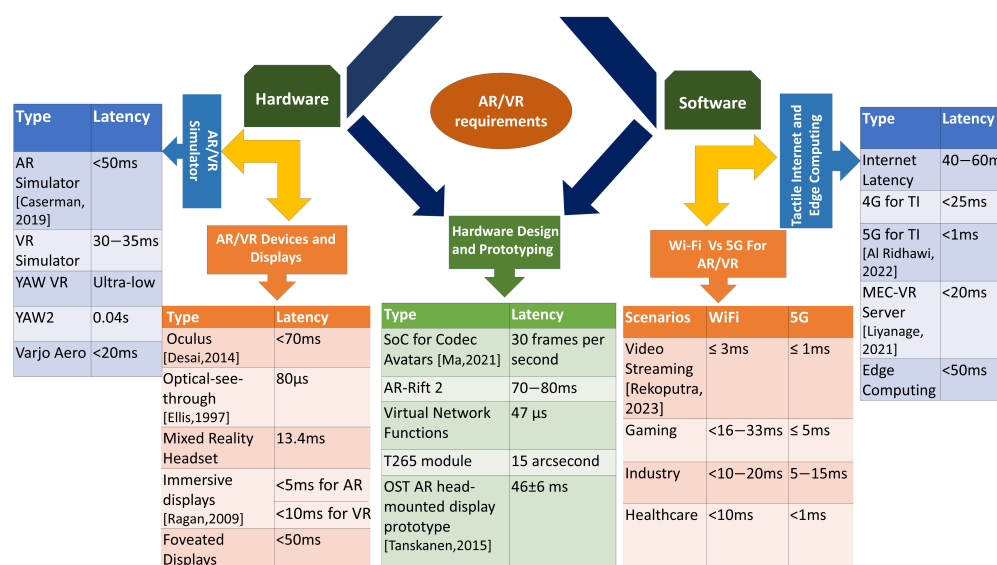 AR/VR
requirements
Hardware
Software
AR/VR
Simulator
Tactile Internet and
Edge Computing
AR/VR Devices and
Displays
Hardware Design
and Prototyping
Wi-Fi Vs 5G For
AR/VR
Type Latency
AR
Simulator
[Caserman,
2019] <50ms
VR
Simulator 30−35ms
YAW VR Ultra-low
YAW2 0.04s
Varjo Aero <20ms
Type Latency
Oculus
[Desai,2014] <70ms
Optical-see-
through
[Ellis,1997] 80µs
Mixed Reality
Headset 13.4ms
Immersive
displays
[Ragan,2009] <5ms for AR
<10ms for VR
Foveated
Displays <50ms
Type Latency
SoC for Codec
Avatars [Ma,2021] 30 frames per
second
AR-Rift 2 70−80ms
Virtual Network
Functions 47 µs
T265 module 15 arcsecond
OST AR head-
mounted display
prototype
[Tanskanen,2015] 46±6 ms
Scenarios WiFi 5G
Video
Streaming
[Rekoputra,
2023] ≤ 3ms ≤ 1ms
Gaming <16−33ms ≤ 5ms
Industry <10−20ms 5−15ms
Healthcare <10ms <1ms
Type Latency
Internet
Latency 40−60m
4G for TI <25ms
5G for TI
[Al Ridhawi,
2022] <1ms
MEC-VR
Server
[Liyanage,
2021] <20ms
Edge
Computing <50ms